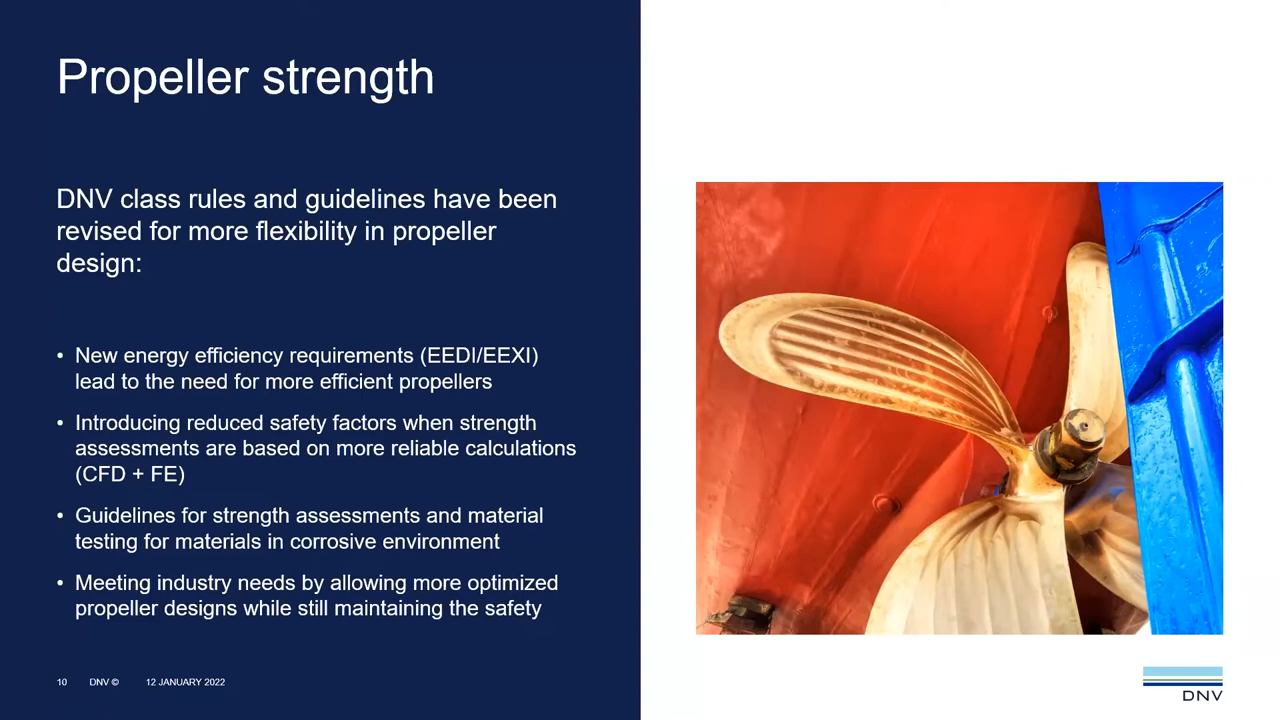 Propeller strength
DNV class rules and guidelines have been
revised for more flexibility in propeller
design:
• New energy efficiency requirements (EEDI/EEXI)
lead to the need for more efficient propellers
• Introducing reduced safety factors when strength
assessments are based on more reliable calculations
(CFD + FE)
• Guidelines for strength assessments and material
testing for materials in corrosive environment
• Meeting industry needs by allowing more optimized
propeller designs while still maintaining the safety
10 DNV © 12 JANUARY 2022
DNV